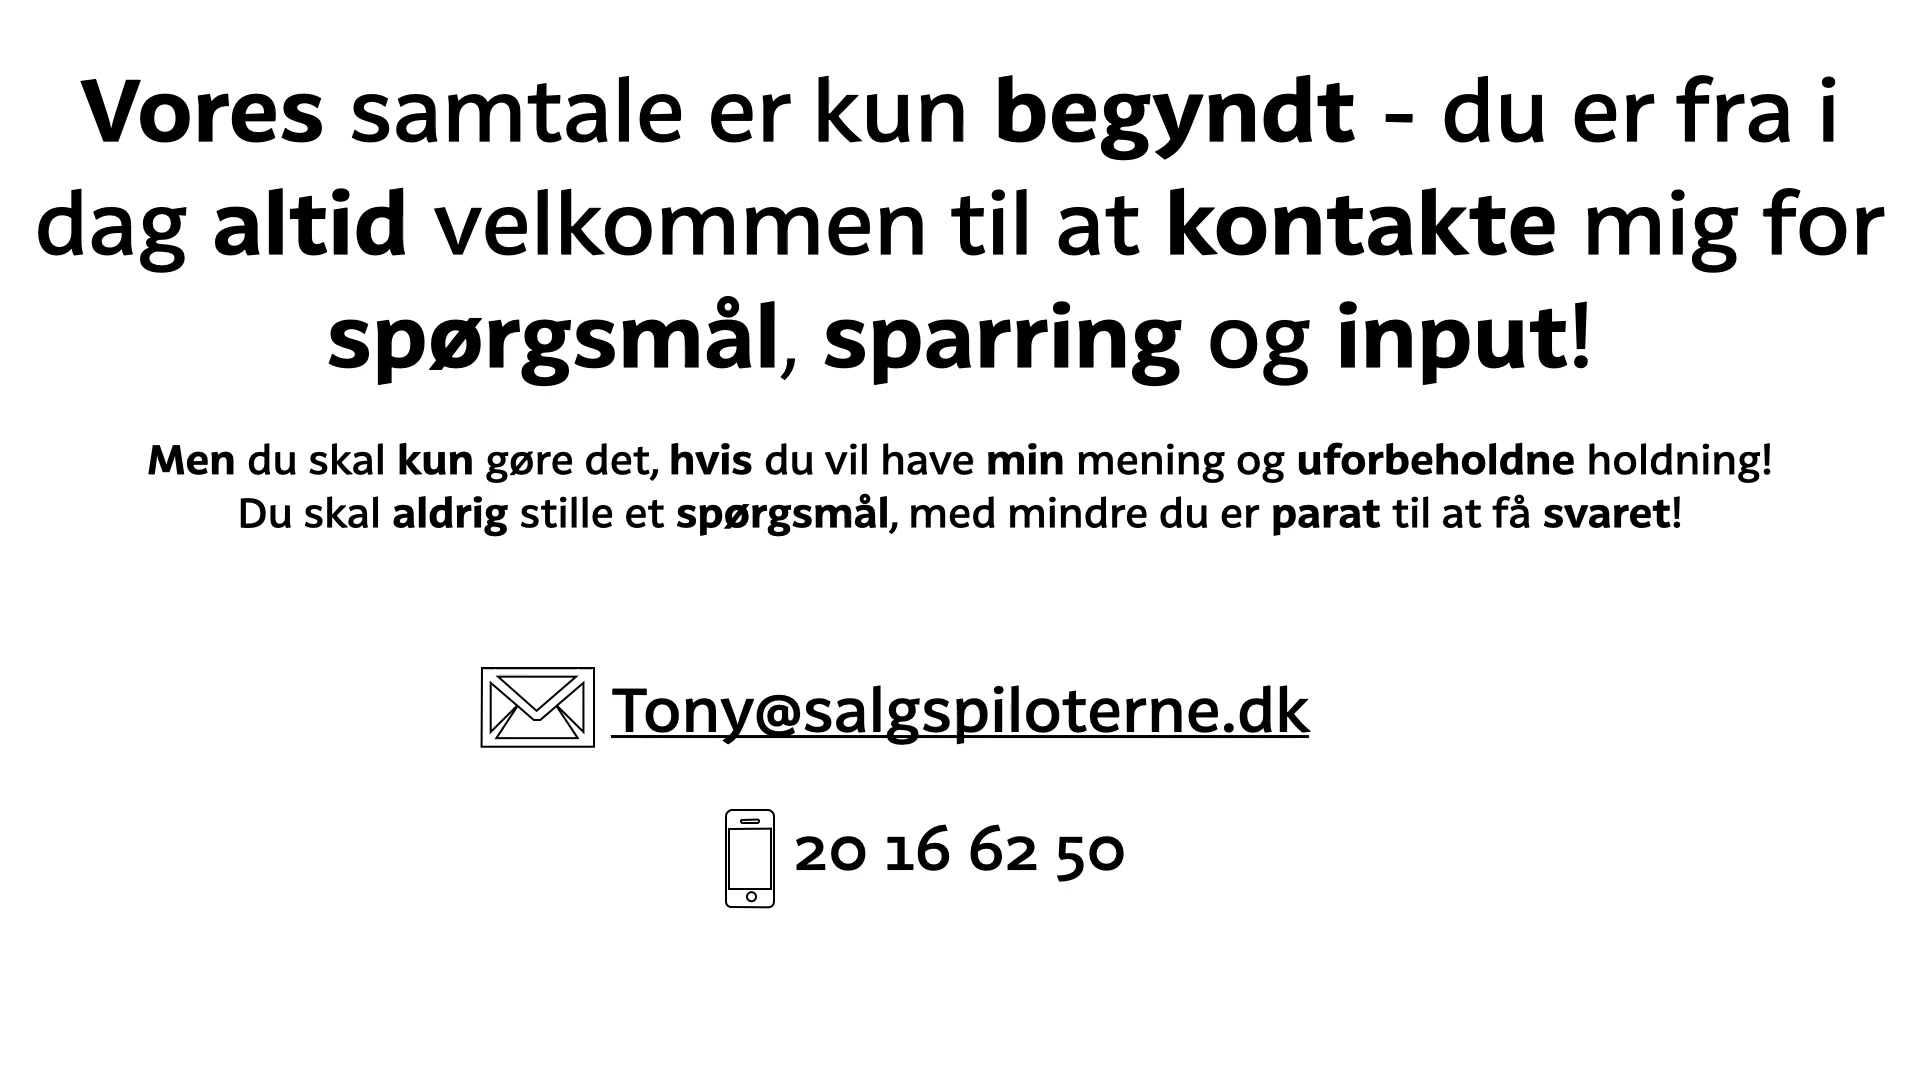 Vores samtale er kun begyndt - du er fra i
dag altid velkommen til at kontakte mig for
spørgsmål, sparring og input!
Men du skal kun gøre det, hvis du vil have min mening og uforbeholdne holdning!
Du skal aldrig stille et spørgsmål, med mindre du er parat til at få svaret!
Tony@salgspiloterne.dk
20 16 62 50